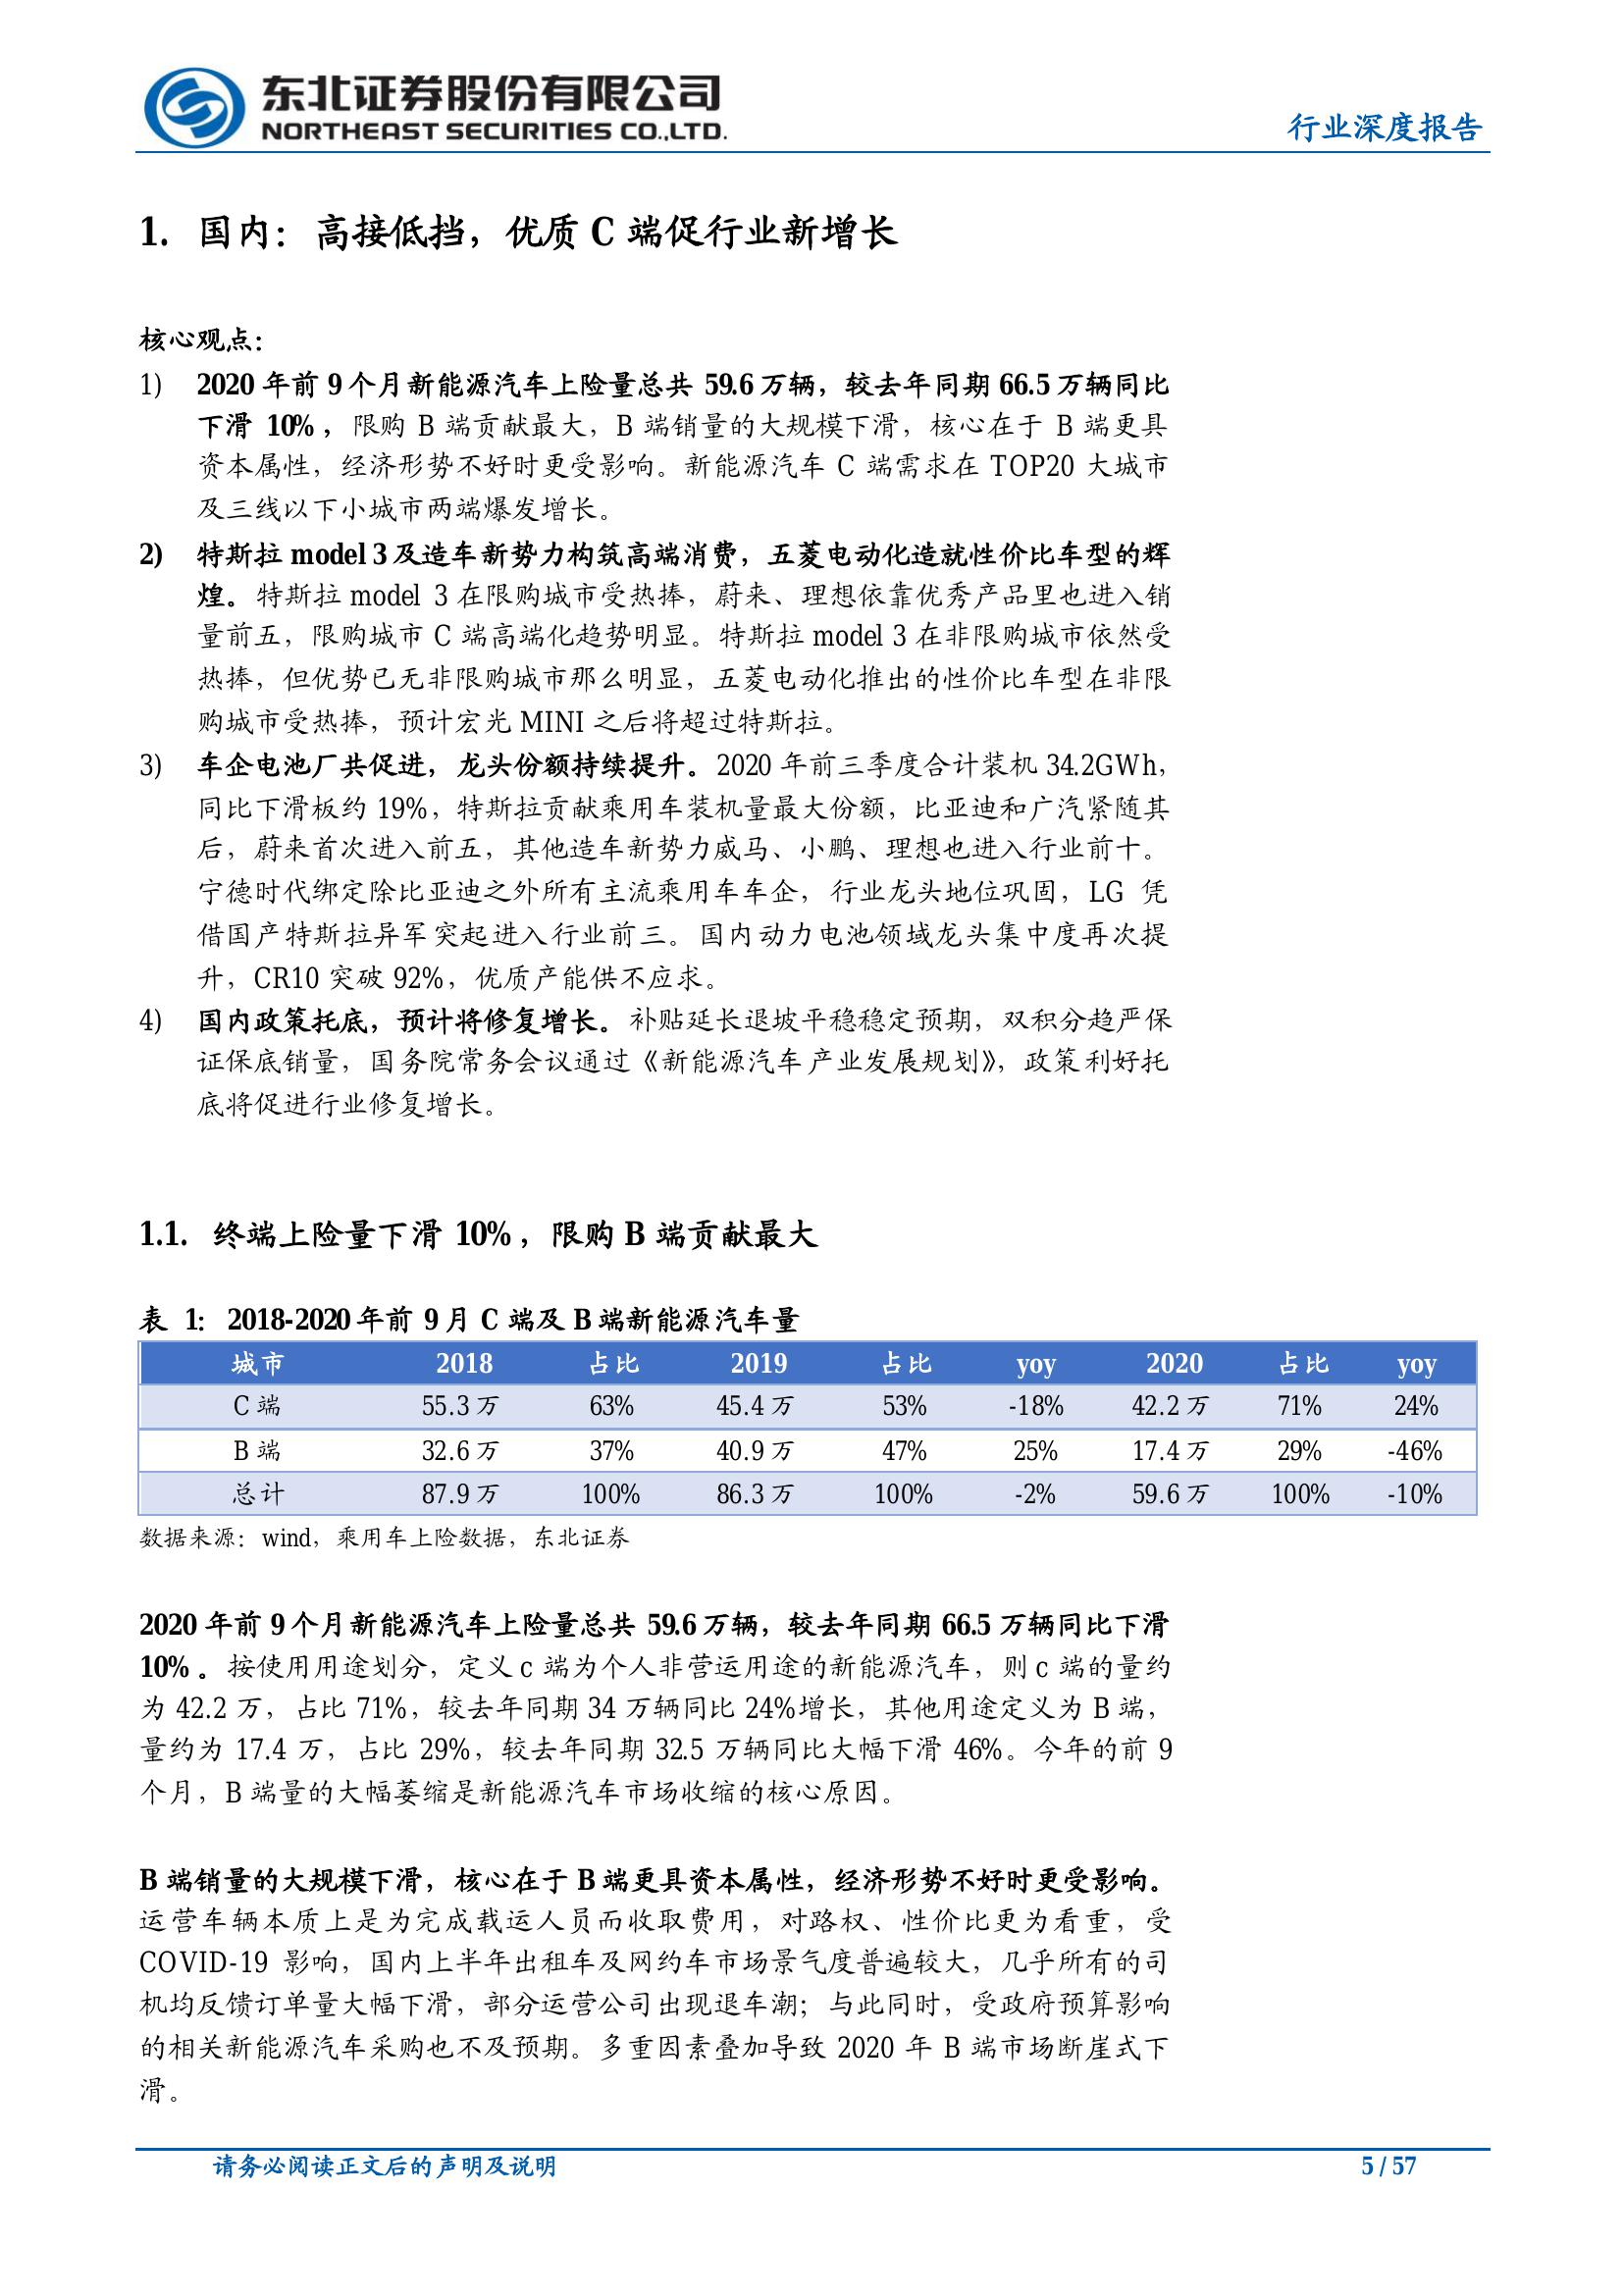 东北证券股份有限公司
NORTHEAST SECURITIES CO.,LTD.
行业深度报告
1. 国内：高接低挡，优质 C 端促行业新增长
核心观点：
1) 2020 年前 9 个月新能源汽车上险量总共 59.6 万辆，较去年同期 66.5 万辆同比
下滑 10%，限购 B 端贡献最大，B 端销量的大规模下滑，核心在于 B 端更具
资本属性，经济形势不好时更受影响。新能源汽车 C 端需求在 TOP20 大城市
及三线以下小城市两端爆发增长。
2) 特斯拉 model 3 及造车新势力构筑高端消费，五菱电动化造就性价比车型的辉
煌。特斯拉 model 3 在限购城市受热捧，蔚来、理想依靠优秀产品里也进入销
量前五，限购城市 C 端高端化趋势明显。特斯拉 model 3 在非限购城市依然受
热捧，但优势已无非限购城市那么明显，五菱电动化推出的性价比车型在非限
购城市受热捧，预计宏光 MINI 之后将超过特斯拉。
3) 车企电池厂共促进，龙头份额持续提升。2020 年前三季度合计装机 34.2GWh，
同比下滑板约 19%，特斯拉贡献乘用车装机量最大份额，比亚迪和广汽紧随其
后，蔚来首次进入前五，其他造车新势力威马、小鹏、理想也进入行业前十。
宁德时代绑定除比亚迪之外所有主流乘用车车企，行业龙头地位巩固，LG 凭
借国产特斯拉异军突起进入行业前三。国内动力电池领域龙头集中度再次提
升，CR10 突破 92%，优质产能供不应求。
4) 国内政策托底，预计将修复增长。补贴延长退坡平稳稳定预期，双积分趋严保
证保底销量，国务院常务会议通过《新能源汽车产业发展规划》，政策利好托
底将促进行业修复增长。
1.1. 终端上险量下滑 10%，限购 B 端贡献最大
表 1：2018-2020 年前 9 月 C 端及 B 端新能源汽车量
城市 2018 占比 2019 占比 yoy 2020 占比 yoy
C 端 55.3 万 63% 45.4 万 53% -18% 42.2 万 71% 24%
B 端 32.6 万 37% 40.9 万 47% 25% 17.4 万 29% -46%
总计 87.9 万 100% 86.3 万 100% -2% 59.6 万 100% -10%
数据来源：wind，乘用车上险数据，东北证券
2020 年前 9 个月新能源汽车上险量总共 59.6 万辆，较去年同期 66.5 万辆同比下滑
10%。按使用用途划分，定义 c 端为个人非营运用途的新能源汽车，则 c 端的量约
为 42.2 万，占比 71%，较去年同期 34 万辆同比 24%增长，其他用途定义为 B 端，
量约为 17.4 万，占比 29%，较去年同期 32.5 万辆同比大幅下滑 46%。今年的前 9
个月，B 端量的大幅萎缩是新能源汽车市场收缩的核心原因。
B 端销量的大规模下滑，核心在于 B 端更具资本属性，经济形势不好时更受影响。
运营车辆本质上是为完成载运人员而收取费用，对路权、性价比更为看重，受
COVID-19 影响，国内上半年出租车及网约车市场景气度普遍较大，几乎所有的司
机均反馈订单量大幅下滑，部分运营公司出现退车潮；与此同时，受政府预算影响
的相关新能源汽车采购也不及预期。多重因素叠加导致 2020 年 B 端市场断崖式下
滑。
请务必阅读正文后的声明及说明
5 / 57